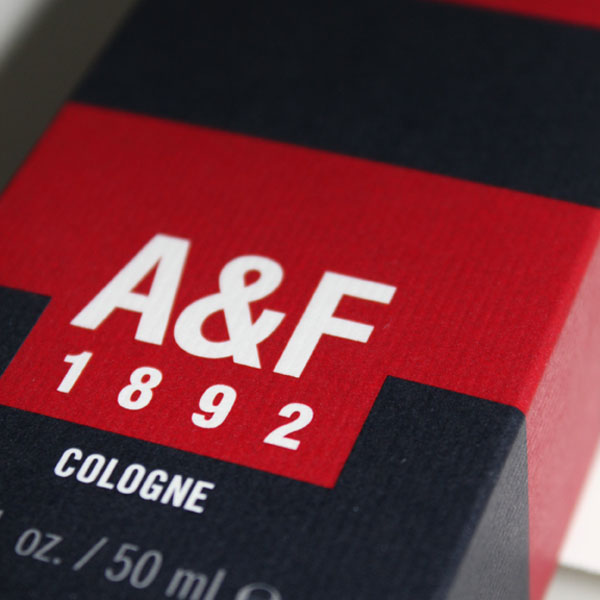 A&F
1892
COLOGNE
oz. / 50 ml ℮